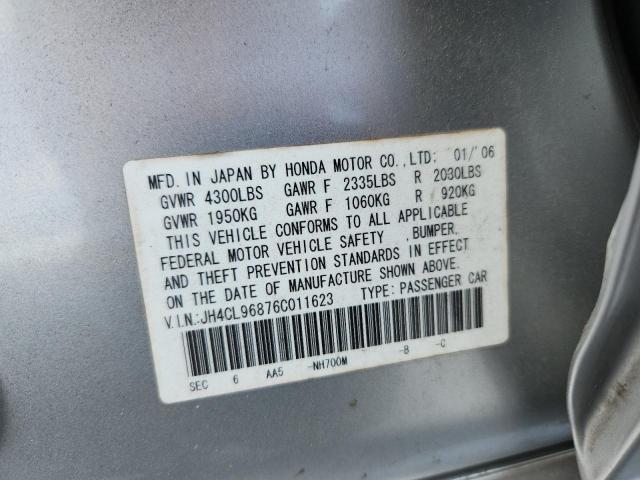 MFD. IN JAPAN BY HONDA MOTOR CO.,LTD: 01/'06
GVWR 4300LBS GAWR F 2335LBS R 2030LBS
GVWR 1950KG GAWR F 1060KG R 920KG
THIS VEHICLE CONFORMS TO ALL APPLICABLE
FEDERAL MOTOR VEHICLE SAFETY ,BUMPER,
AND THEFT PREVENTION STANDARDS IN EFFECT
ON THE DATE OF MANUFACTURE SHOWN ABOVE.
V.I.N.:JH4CL96876C011623 TYPE: PASSENGER CAR
SEC 6 AA5 -NH700M -B -C